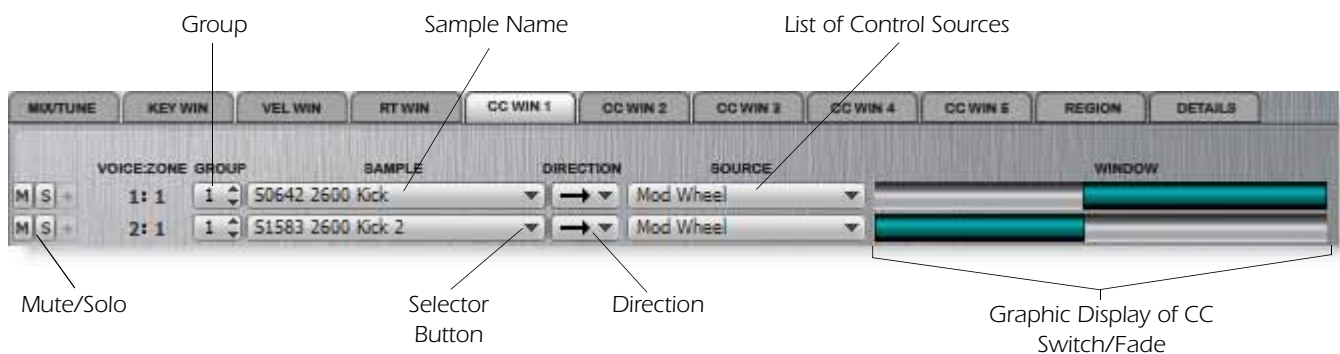 Group Sample Name List of Control Sources
MIX/TUNE KEY WIN VEL WIN RT WIN CC WIN 1 CC WIN 2 CC WIN 3 CC WIN 4 CC WIN 5 REGION DETAILS
VOICE:ZONE GROUP SAMPLE DIRECTION SOURCE WINDOW
M S + 1: 1 1 S0642 2600 Kick Mod Wheel
M S + 2: 1 1 S1583 2600 Kick 2 Mod Wheel
Mute/Solo Selector Button Direction Graphic Display of CC
Switch/Fade